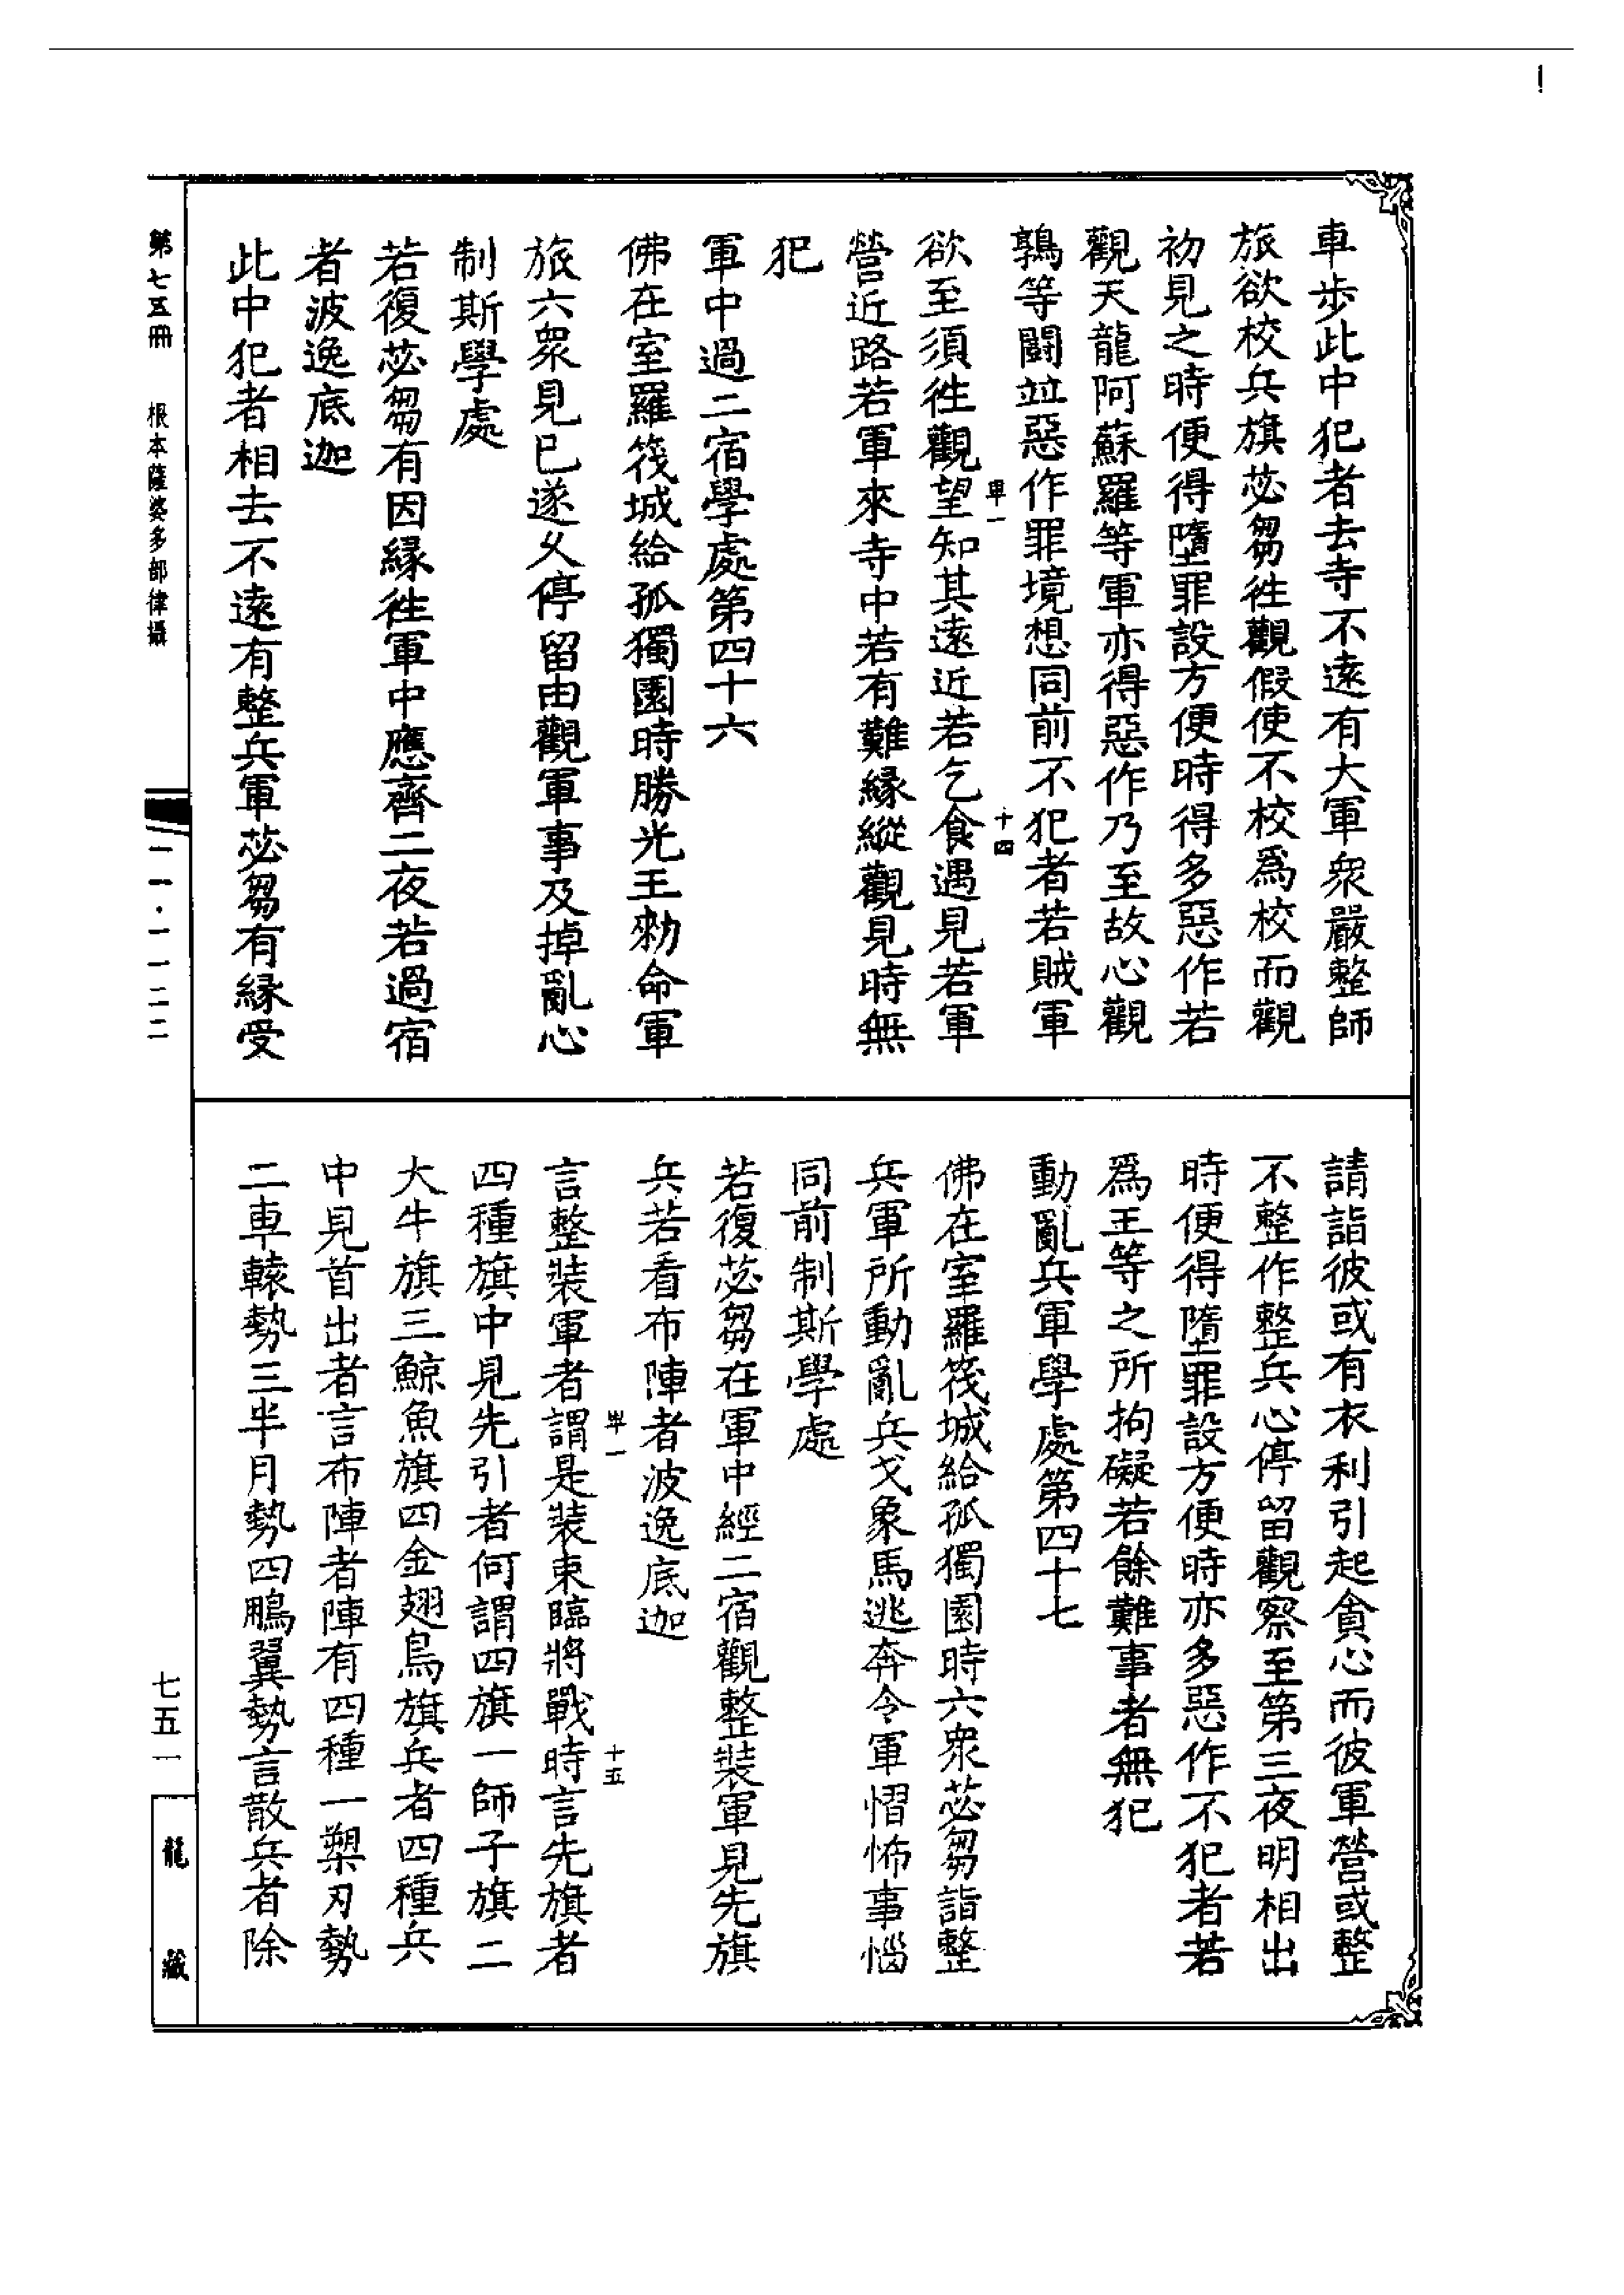 車步此中犯者去寺不遠有大軍衆嚴整師
旅欲校兵旗苾芻徃觀假使不校爲校而觀
初見之時便得墮罪設方便時得多惡作若
觀天龍阿蘇羅等軍亦得惡作乃至故心觀
鶉等鬭竝惡作罪境想同前不犯者若賊軍
欲至須徃觀望知其遠近若乞食遇見若軍
營近路若軍來寺中若有難緣縱觀見時無
犯
軍中過二宿學處第四十六
佛在室羅筏城給孤獨園時勝光王勑命軍
旅六衆見已遂久停留由觀軍事及掉亂心
制斯學處
若復苾芻有因緣徃軍中應齊二夜若過宿
者波逸底迦
此中犯者相去不遠有整兵軍苾芻有緣受
請詣彼或有衣利引起貪心而彼軍營或整
不整作整兵心停留觀察至第三夜明相出
時便得墮罪設方便時亦多惡作不犯者若
爲王等之所拘礙若餘難事者無犯
動亂兵軍學處第四十七
佛在室羅筏城給孤獨園時六衆苾芻詣整
兵軍所動亂兵戈象馬逃奔令軍慴怖事惱
同前制斯學處
若復苾芻在軍中經二宿觀整裝軍見先旗
兵若看布陣者波逸底迦
言整裝軍者謂是裝束臨將戰時言先旗者
四種旗中見先引者何謂四旗一師子旗二
大牛旗三鯨魚旗四金翅鳥旗兵者四種兵
中見首出者言布陣者陣有四種一槊刃勢
二車轅勢三半月勢四鵬翼勢言散兵者除
第七五冊 根本薩婆多部律攝
一一·一一二二
七五一
龍藏
十四
十五